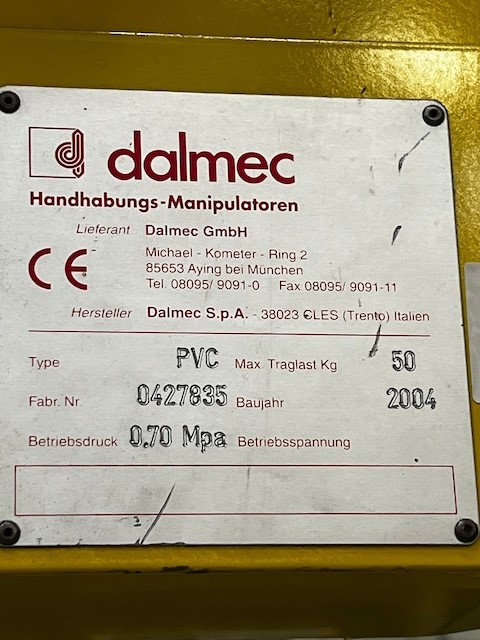 dalmec
Handhabungs-Manipulatoren
Lieferant Dalmec GmbH
CE
Michael - Kometer - Ring 2
85653 Aying bei München
Tel. 08095/ 9091-0 Fax 08095/ 9091-11
Hersteller Dalmec S.p.A. - 38023 CLES (Trento) Italien
Type PVC Max. Traglast Kg 50
Fabr. Nr. 0427835 Baujahr 2004
Betriebsdruck 0,70 Mpa Betriebsspannung